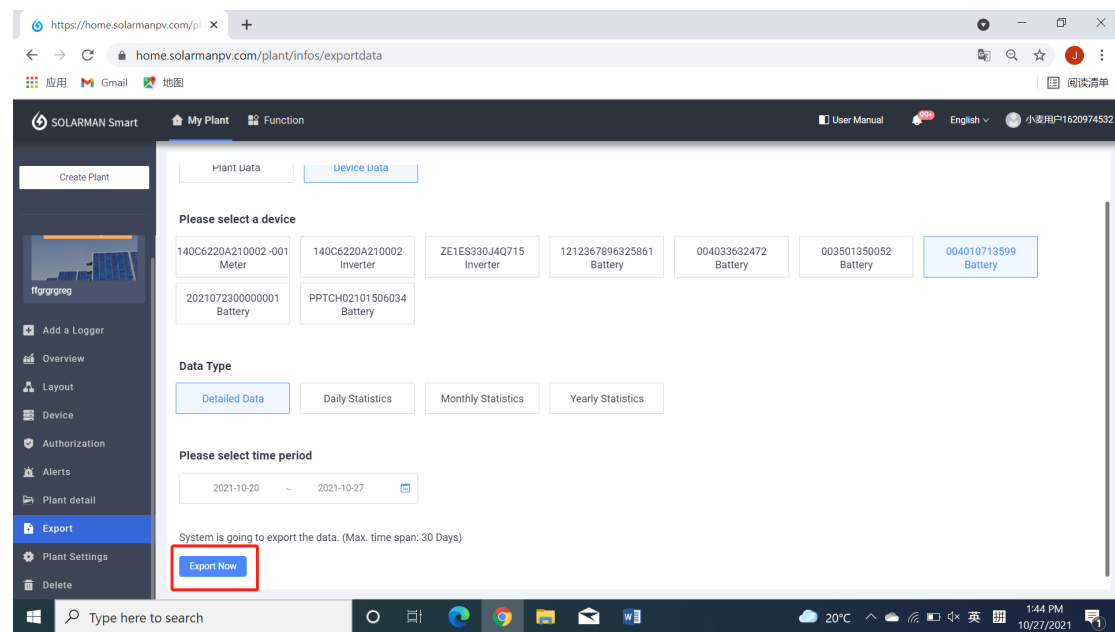 https://home.solarmanpv.com/pl
home.solarmanpv.com/plant/infos/exportdata
J
应用 Gmail 地图
阅读清单
SOLARMAN Smart
My Plant
Function
User Manual
99+
English
小麦用户1620974532
Create Plant
ffgrgrgreg
Add a Logger
Overview
Layout
Device
Authorization
Alerts
Plant detail
Export
Plant Settings
Delete
Plant Data
Device Data
Please select a device
140C6220A210002 -001
Meter
140C6220A210002
Inverter
ZE1ES330J4Q715
Inverter
1212367896325861
Battery
004033632472
Battery
003501350052
Battery
004010713599
Battery
2021072300000001
Battery
PPTCH02101506034
Battery
Data Type
Detailed Data
Daily Statistics
Monthly Statistics
Yearly Statistics
Please select time period
2021-10-20 ~ 2021-10-27
System is going to export the data. (Max. time span: 30 Days)
Export Now
Type here to search
20°C
英
拼
1:44 PM
10/27/2021
1